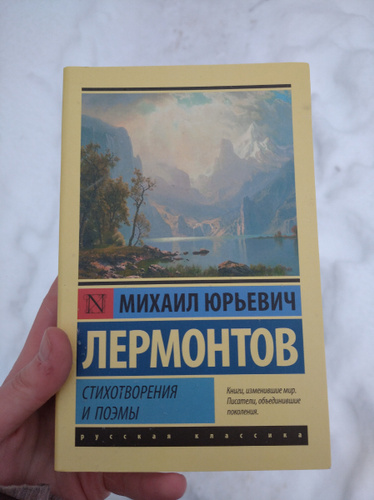 N МИХАИЛ ЮРЬЕВИЧ
ЛЕРМОНТОВ
СТИХОТВОРЕНИЯ
И ПОЭМЫ
Книги, изменившие мир.
Писатели, объединившие
поколения.
русская классика